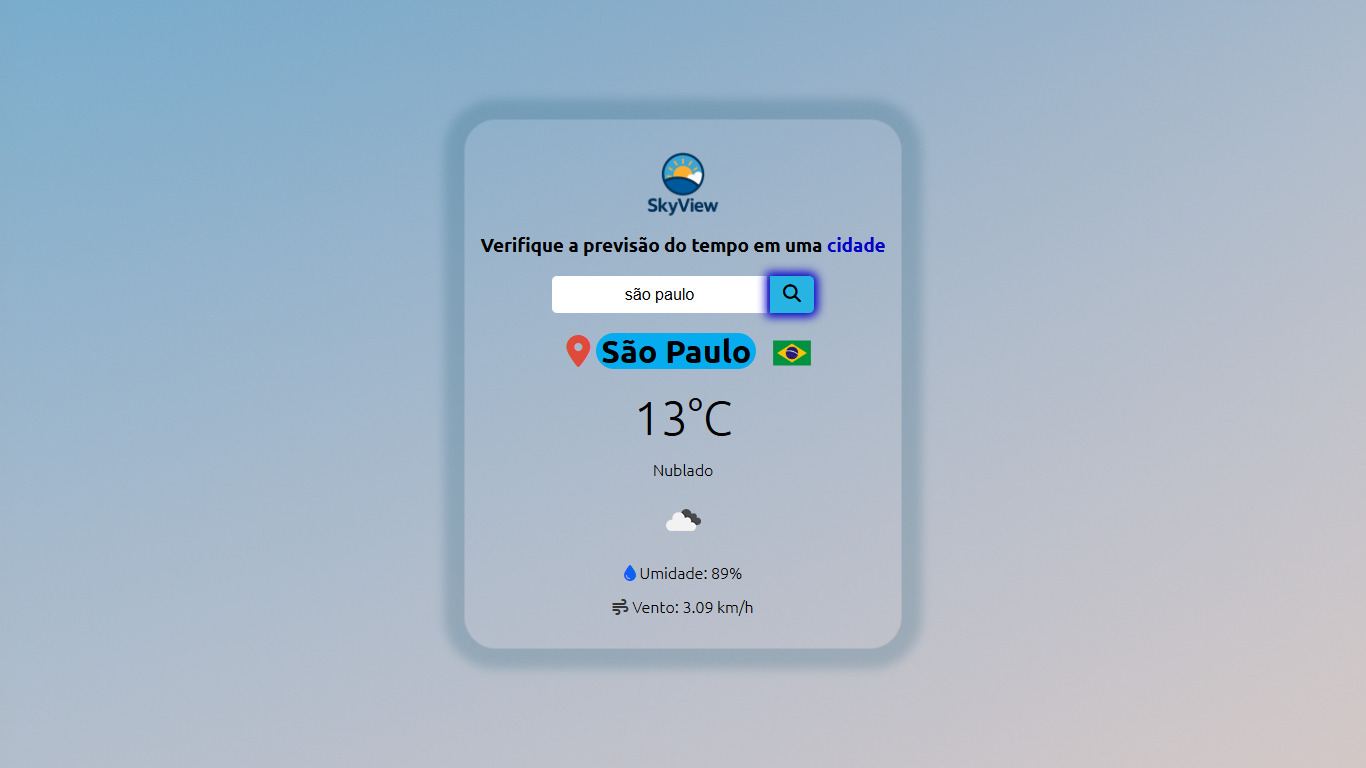 SkyView
Verifique a previsão do tempo em uma cidade
são paulo
São Paulo
13°C
Nublado
Umidade: 89%
Vento: 3.09 km/h